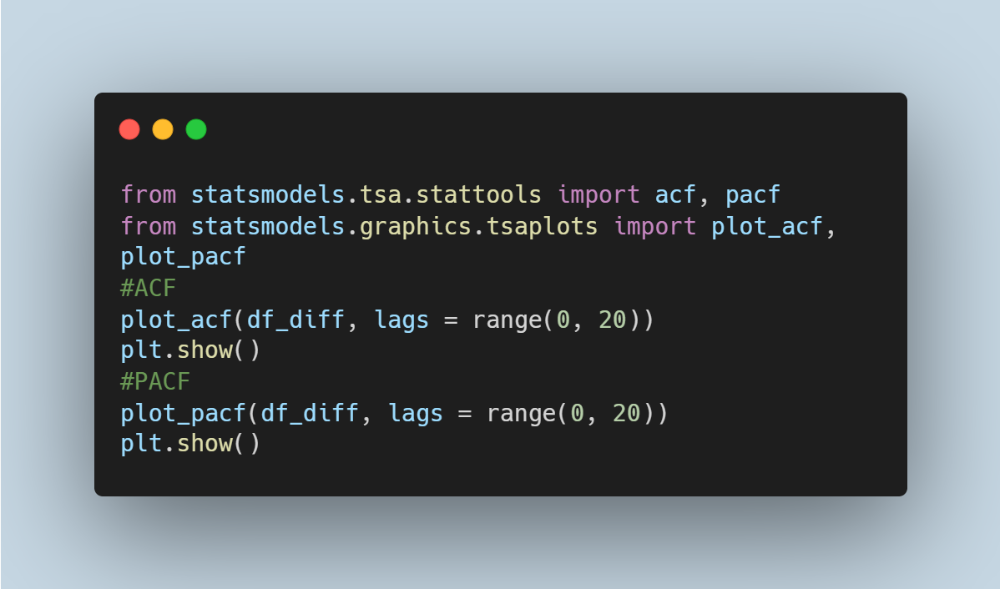 from statsmodels.tsa.stattools import acf, pacf
from statsmodels.graphics.tsaplots import plot_acf,
plot_pacf
#ACF
plot_acf(df_diff, lags = range(0, 20))
plt.show()
#PACF
plot_pacf(df_diff, lags = range(0, 20))
plt.show()